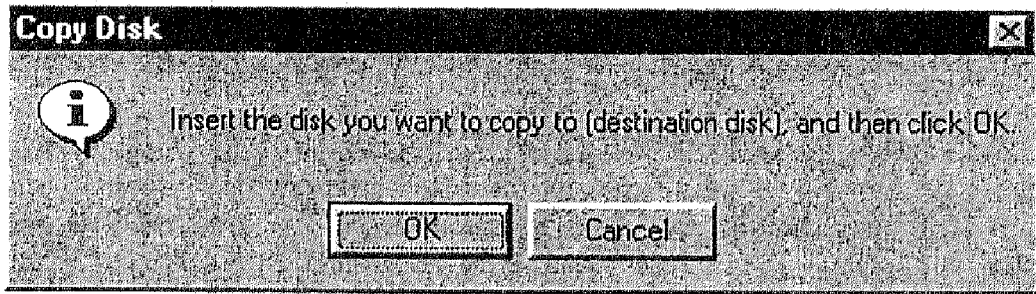 Copy Disk
Insert the disk you want to copy to (destination disk), and then click OK.
OK
Cancel